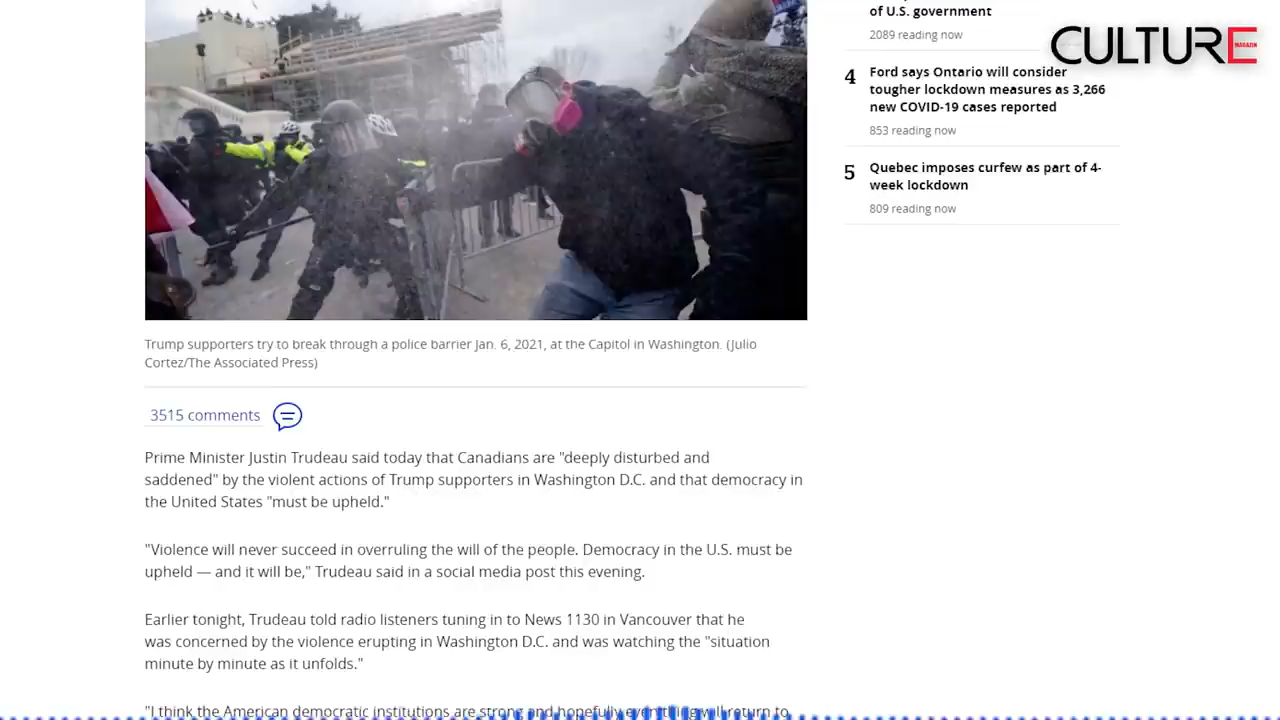 of U.S. government
2089 reading now
CULTURE
MAGAZIN
4
Ford says Ontario will consider
tougher lockdown measures as 3,266
new COVID-19 cases reported
853 reading now
5
Quebec imposes curfew as part of 4-
week lockdown
809 reading now
Trump supporters try to break through a police barrier Jan. 6, 2021, at the Capitol in Washington. (Julio
Cortez/The Associated Press)
3515 comments
Prime Minister Justin Trudeau said today that Canadians are "deeply disturbed and
saddened" by the violent actions of Trump supporters in Washington D.C. and that democracy in
the United States "must be upheld."
"Violence will never succeed in overruling the will of the people. Democracy in the U.S. must be
upheld — and it will be," Trudeau said in a social media post this evening.
Earlier tonight, Trudeau told radio listeners tuning in to News 1130 in Vancouver that he
was concerned by the violence erupting in Washington D.C. and was watching the "situation
minute by minute as it unfolds."
"I think the American democratic institutions are strong and hopefully everything will return to